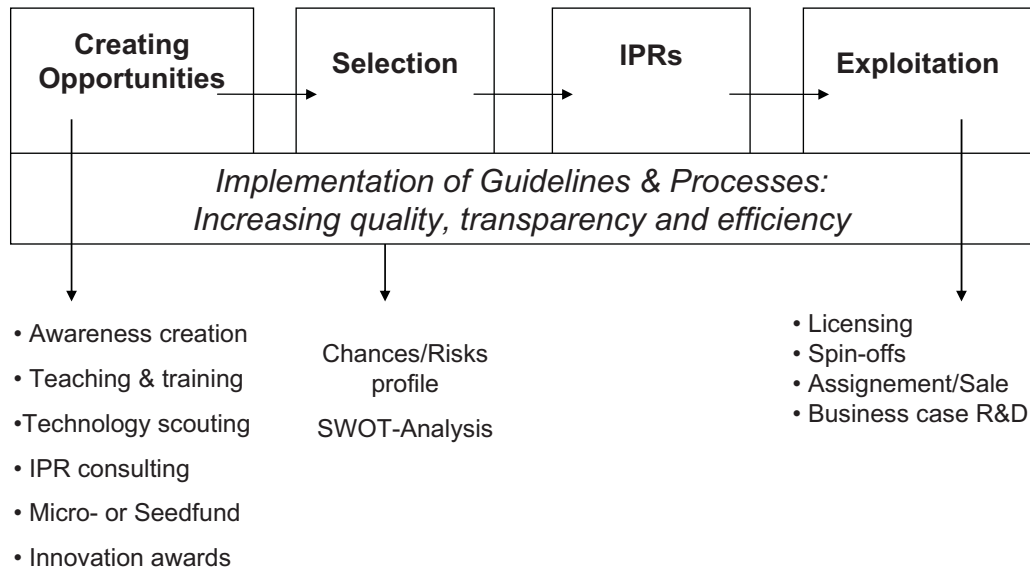 Creating
Opportunities
Selection
IPRs
Exploitation
Implementation of Guidelines & Processes:
Increasing quality, transparency and efficiency
• Awareness creation
• Teaching & training
•Technology scouting
• IPR consulting
• Micro- or Seedfund
• Innovation awards
Chances/Risks
profile
SWOT-Analysis
• Licensing
• Spin-offs
• Assignement/Sale
• Business case R&D